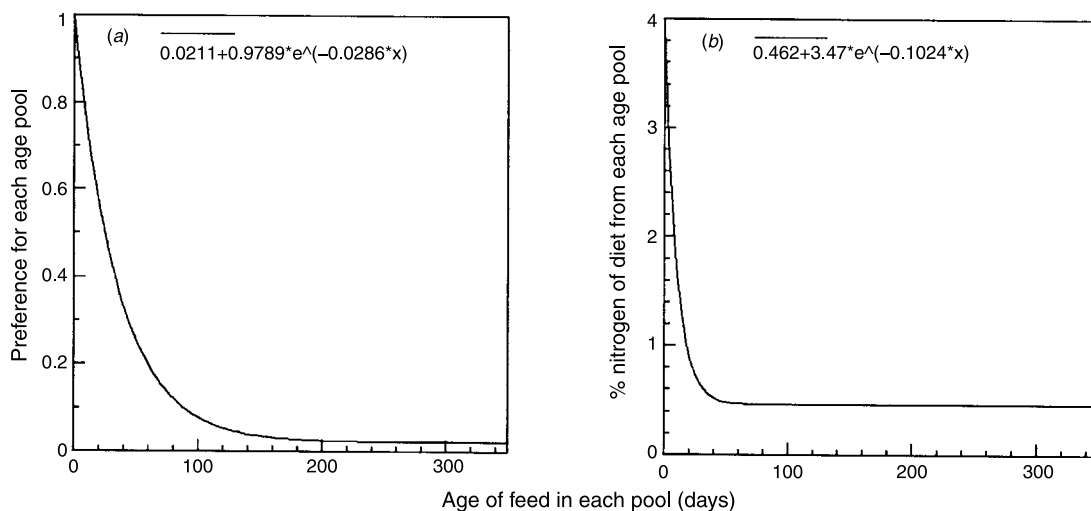 (a)
0.0211+0.9789*e^(−0.0286*x)
Preference for each age pool
1
0.8
0.6
0.4
0.2
0
0
100
200
300
(b)
0.462+3.47*e^(−0.1024*x)
% nitrogen of diet from each age pool
4
3
2
1
0
0
100
200
300
Age of feed in each pool (days)